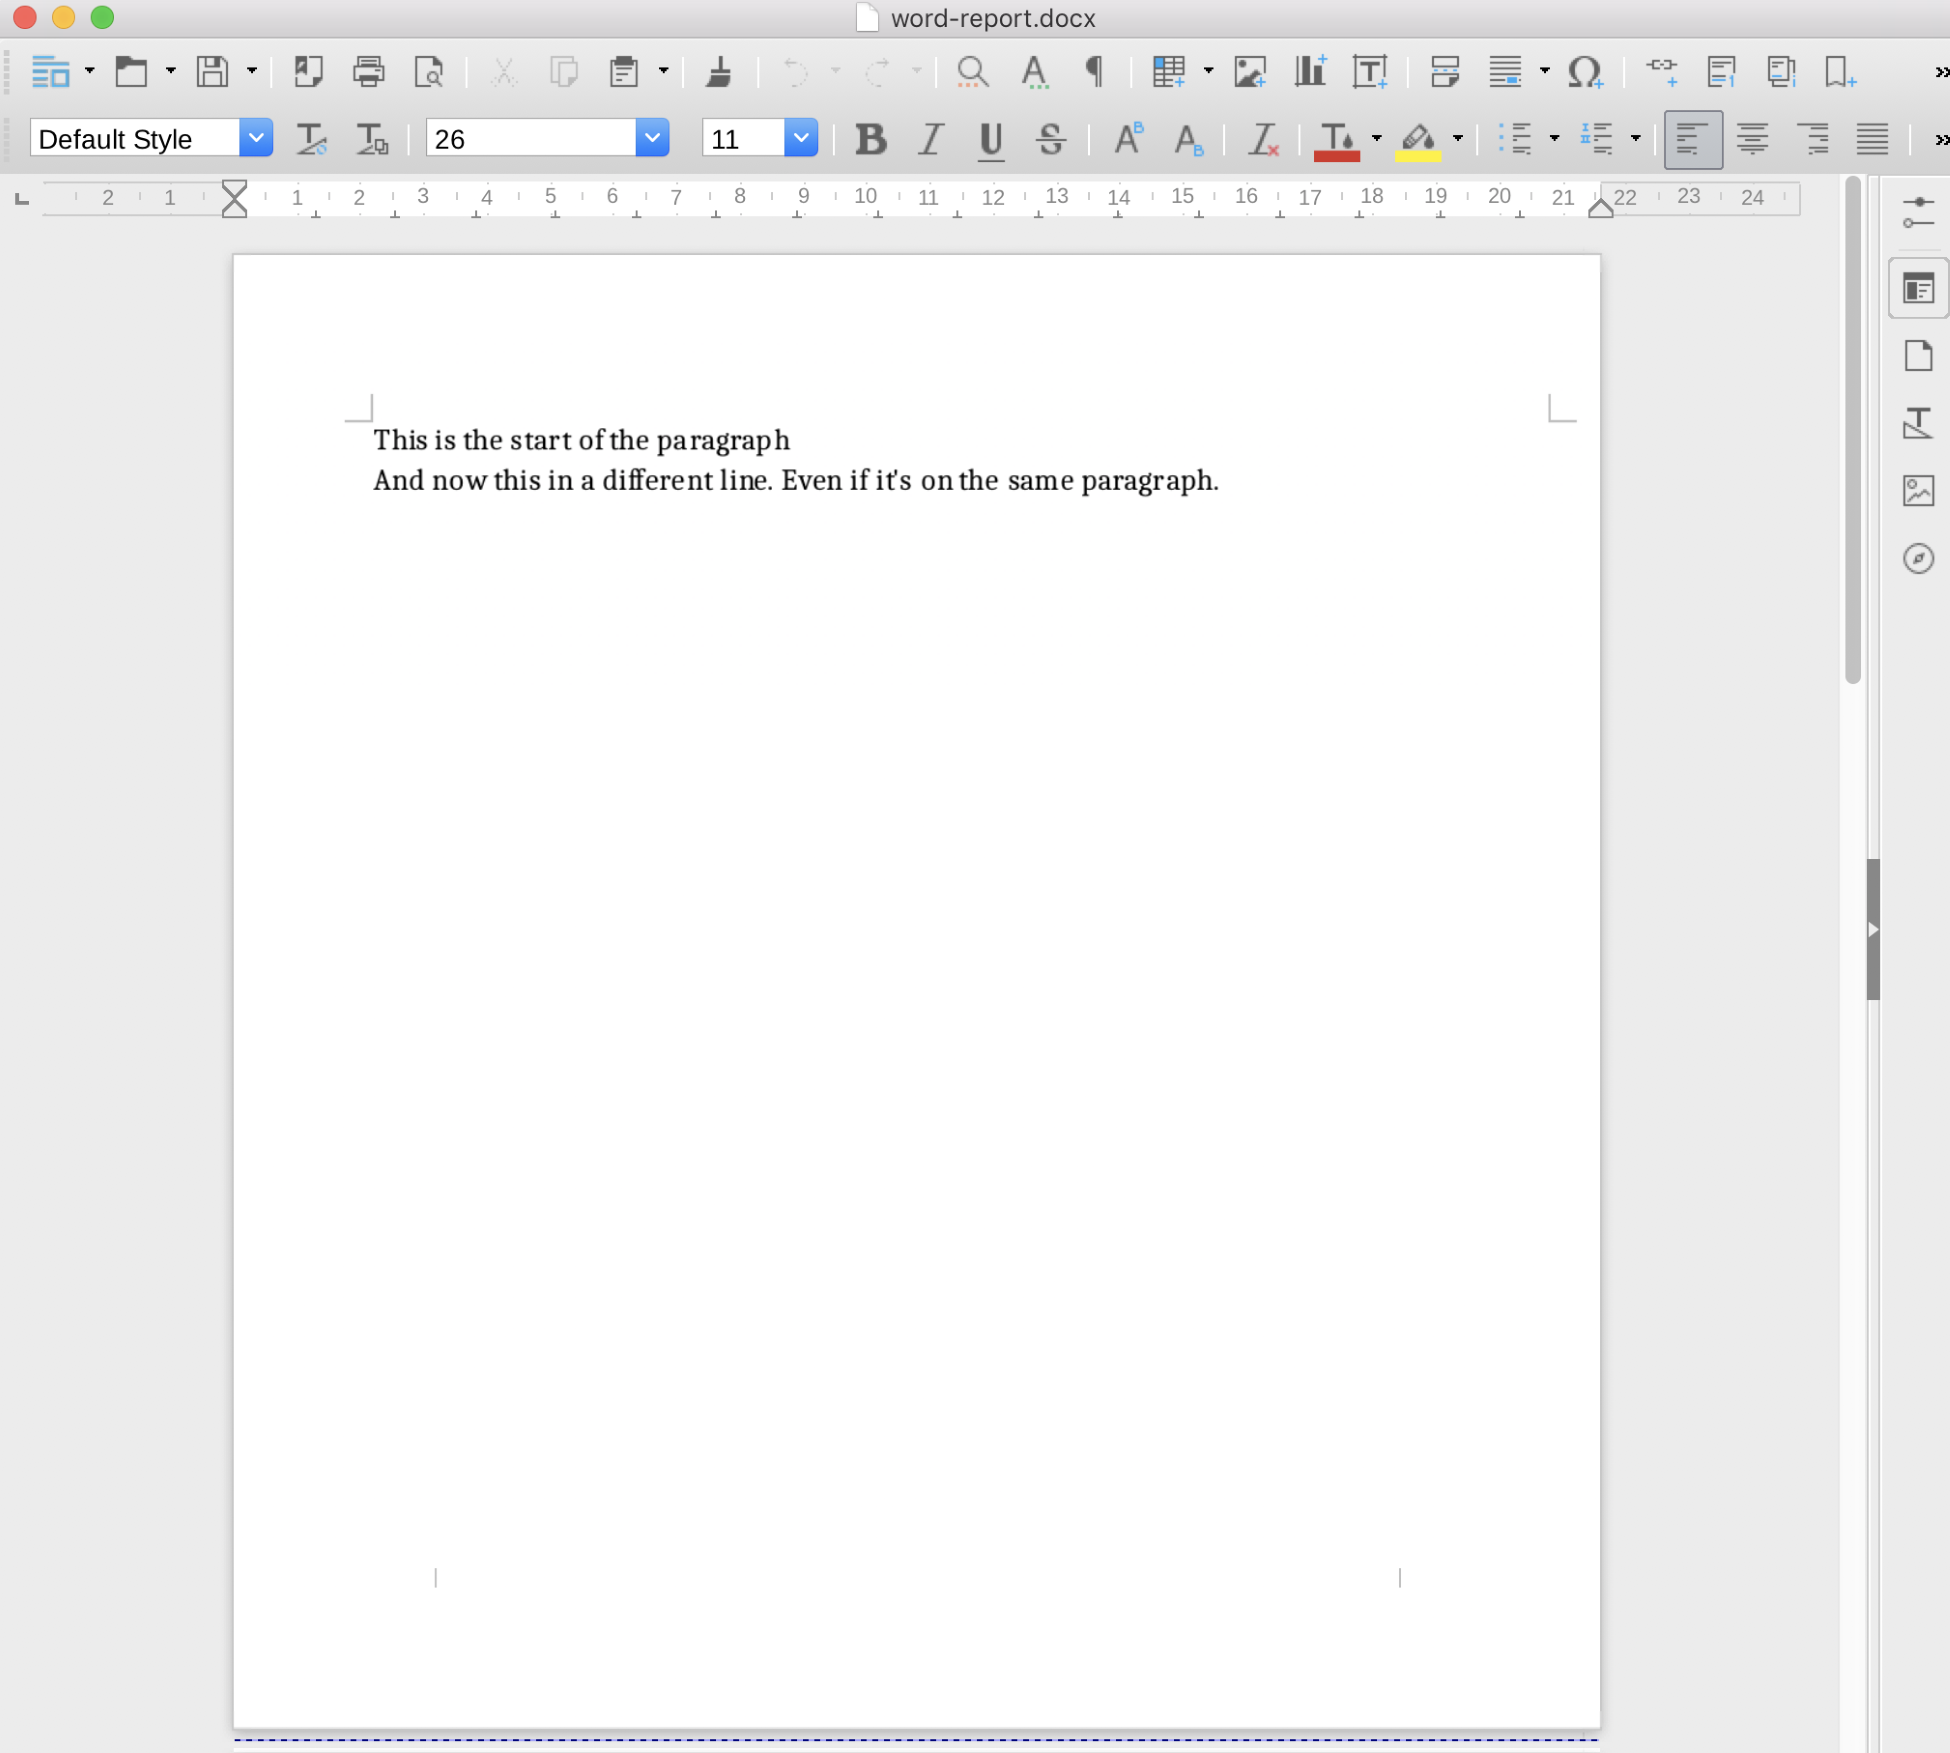 word-report.docx
Default Style 26 11
2 1 1 2 3 4 5 6 7 8 9 10 11 12 13 14 15 16 17 18 19 20 21 22 23 24
This is the start of the paragraph
And now this in a different line. Even if it's on the same paragraph.